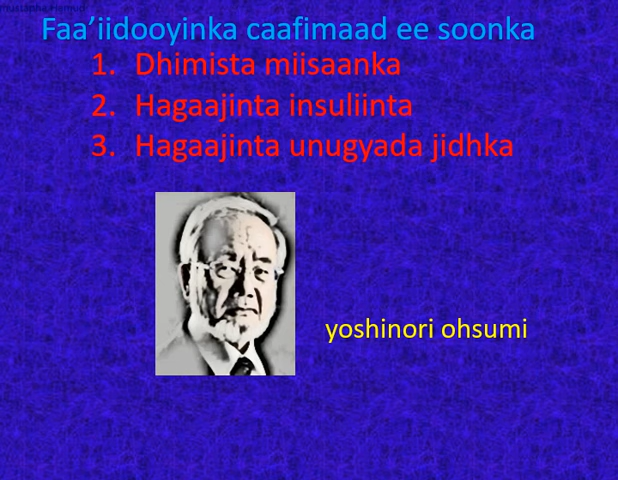 Faa’iidooyinka caafimaad ee soonka
1. Dhimista miisaanka
2. Hagaajinta insuliinta
3. Hagaajinta unugyada jidhka
yoshinori ohsumi